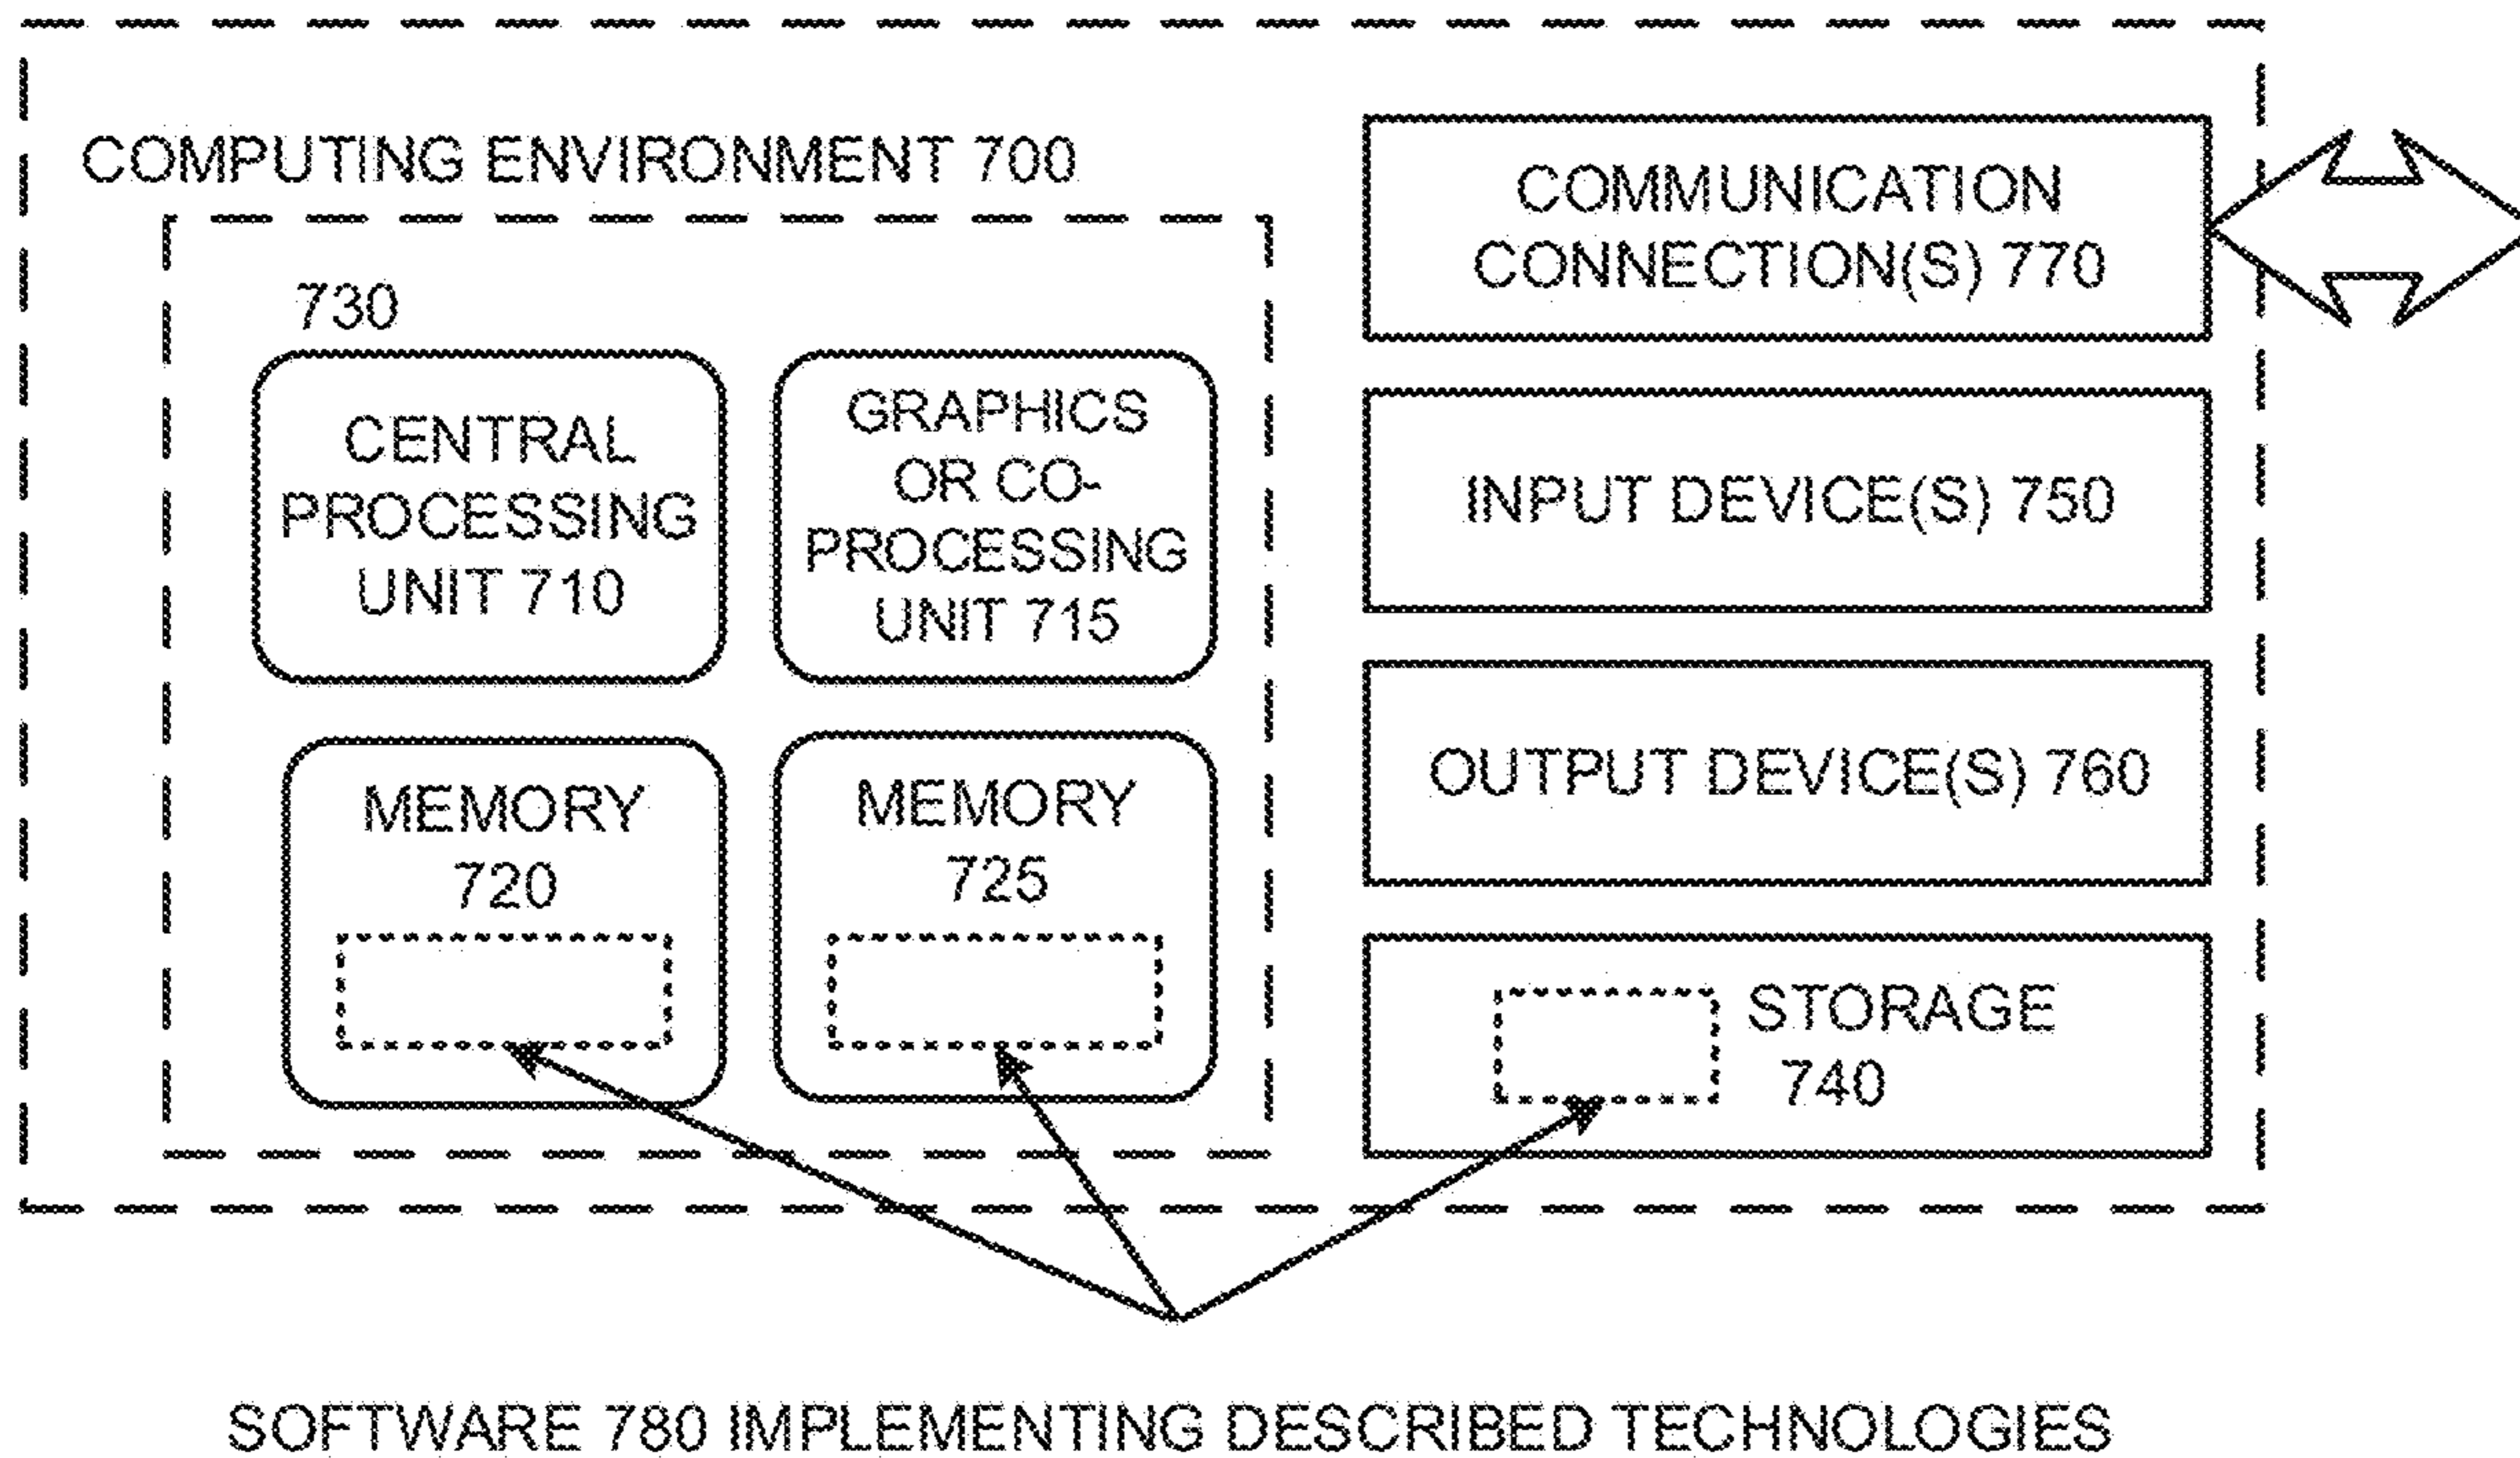 COMPUTING ENVIRONMENT 700
730
CENTRAL
PROCESSING
UNIT 710
GRAPHICS
OR CO-
PROCESSING
UNIT 715
MEMORY
720
MEMORY
725
COMMUNICATION
CONNECTION(S) 770
INPUT DEVICE(S) 750
OUTPUT DEVICE(S) 760
STORAGE
740
SOFTWARE 780 IMPLEMENTING DESCRIBED TECHNOLOGIES